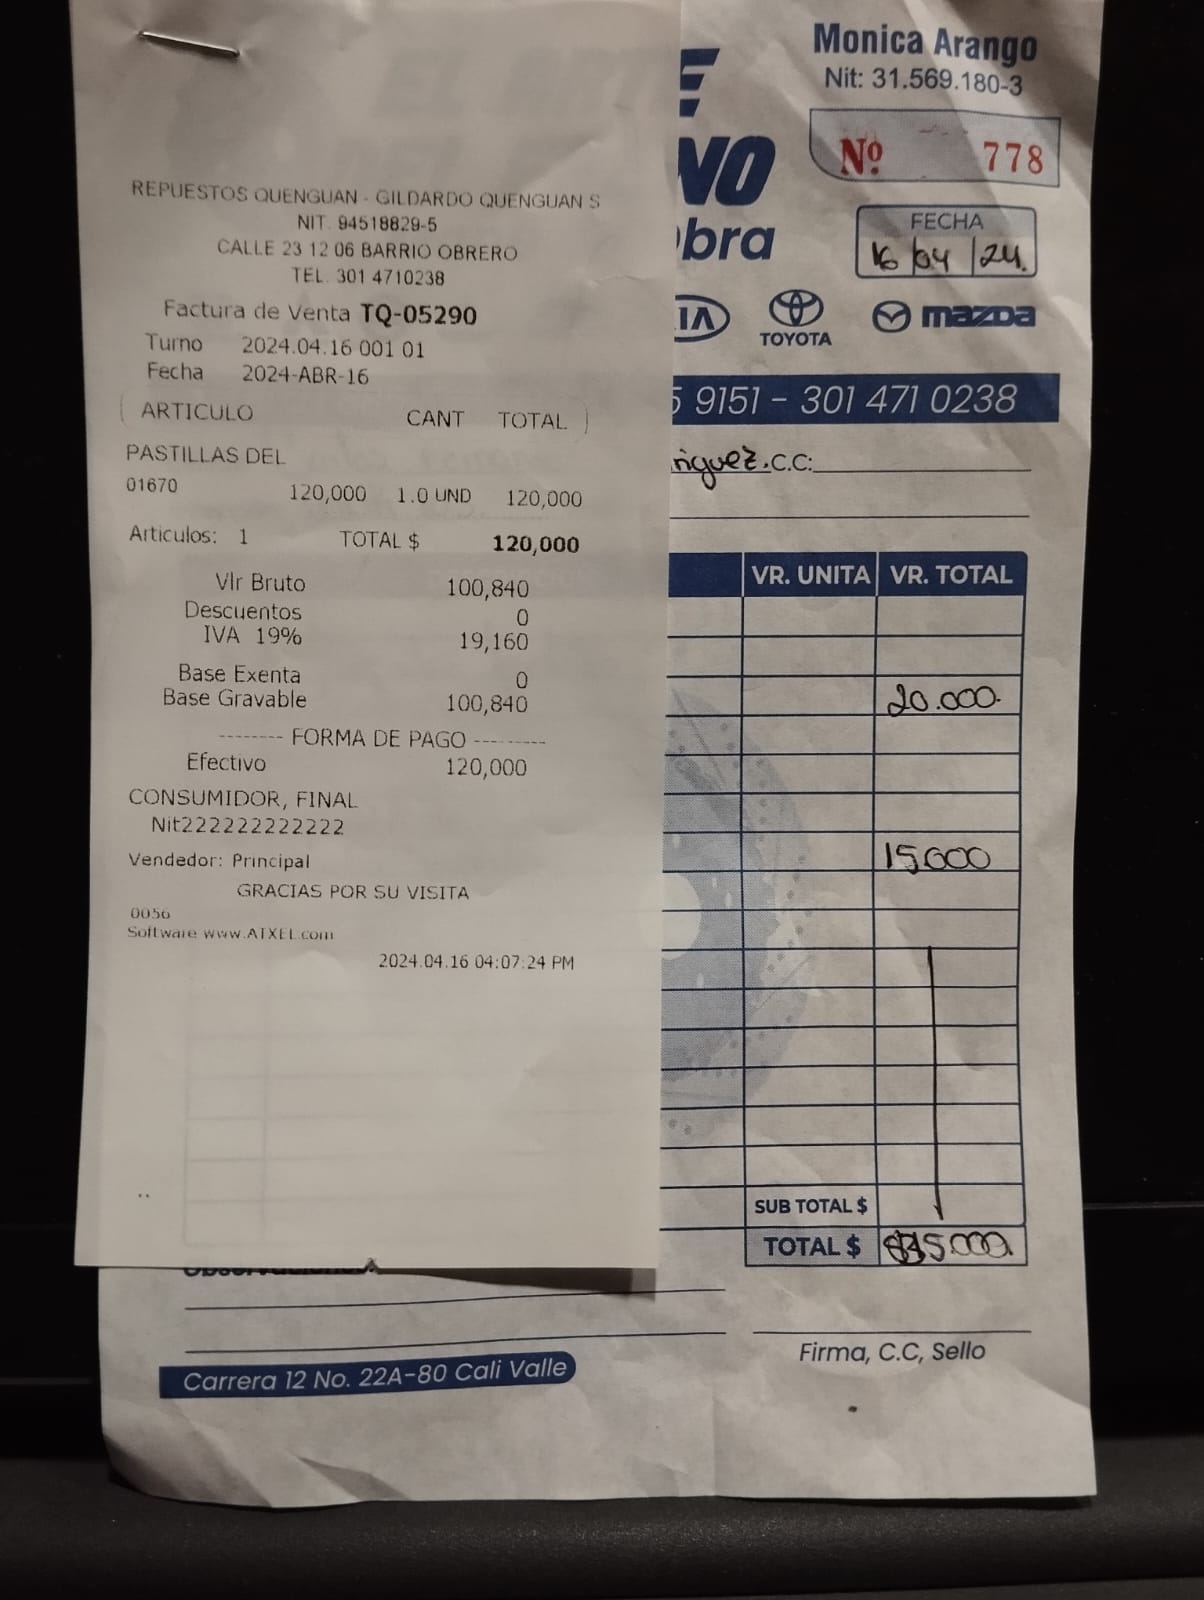 REPUESTOS QUENGUAN - GILDARDO QUENGUAN S
NIT. 94518829-5
CALLE 23 12 06 BARRIO OBRERO
TEL. 301 4710238
Factura de Venta TQ-05290
Turno 2024.04.16 001 01
Fecha 2024-ABR-16
ARTICULO CANT TOTAL
PASTILLAS DEL
01670 120,000 1.0 UND 120,000
Articulos: 1 TOTAL $ 120,000
Vlr Bruto 100,840
Descuentos 0
IVA 19% 19,160
Base Exenta 0
Base Gravable 100,840
-------- FORMA DE PAGO ---------
Efectivo 120,000
CONSUMIDOR, FINAL
Nit222222222222
Vendedor: Principal
GRACIAS POR SU VISITA
0056
Software www.ATXEL.com
2024.04.16 04:07:24 PM
Monica Arango
Nit: 31.569.180-3
Nº 778
FECHA
16 04 24.
IA TOYOTA mazda
9151 - 301 471 0238
C.C:
VR. UNITA VR. TOTAL
20.000.
15.000
SUB TOTAL $
TOTAL $
Firma, C.C, Sello
Carrera 12 No. 22A-80 Cali Valle